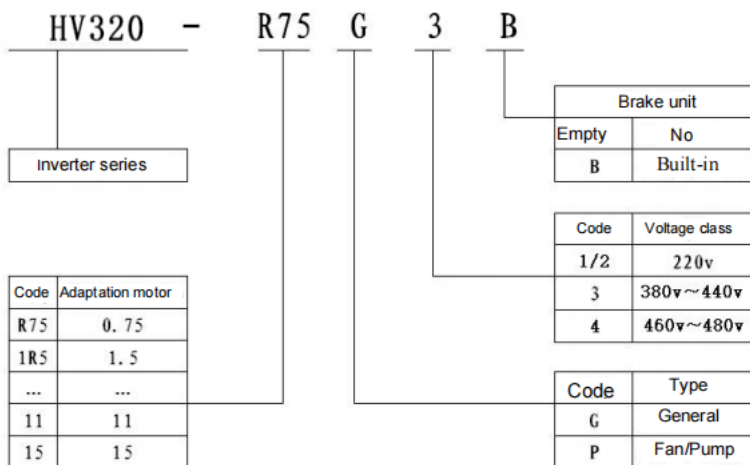 HV320 - R75 G 3 B
Brake unit
Empty No
B Built-in
Inverter series
Code Voltage class
1/2 220v
3 380v~440v
4 460v~480v
Code Adaptation motor
R75 0.75
1R5 1.5
... ...
11 11
15 15
Code Type
G General
P Fan/Pump